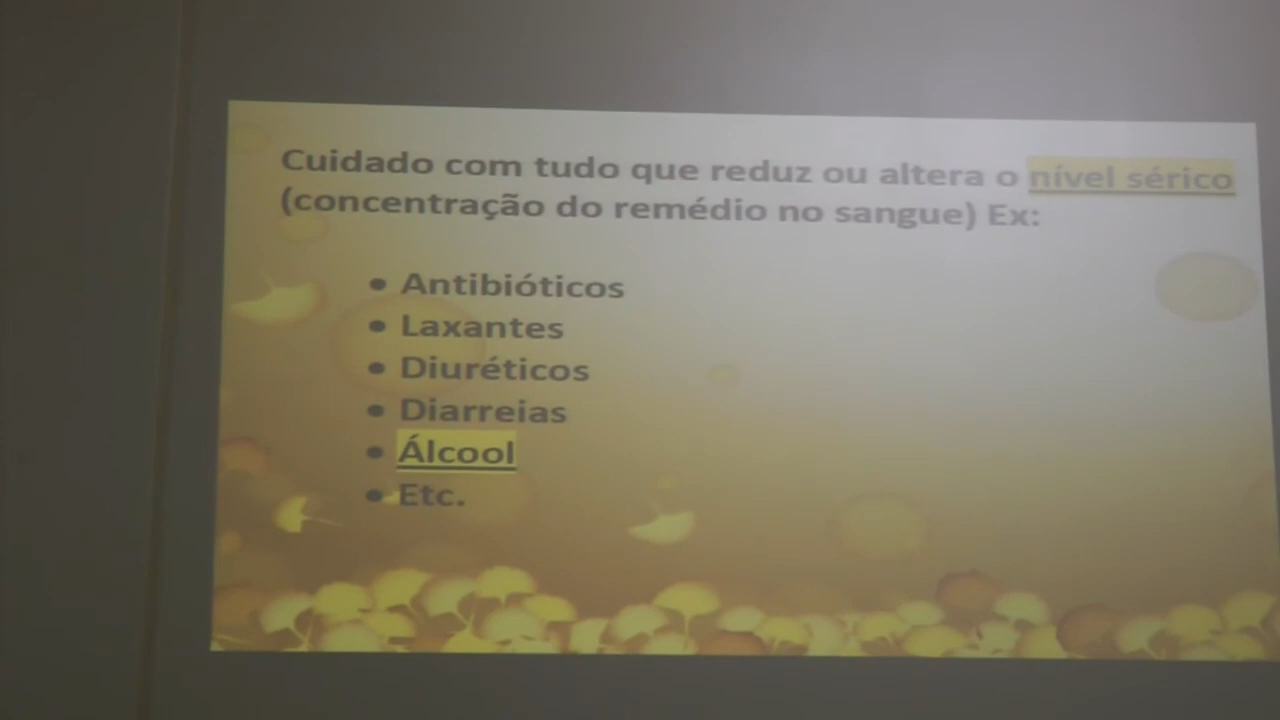 Cuidado com tudo que reduz ou altera o nível sérico
(concentração do remédio no sangue) Ex:
• Antibióticos
• Laxantes
• Diuréticos
• Diarreias
• Álcool
• Etc.